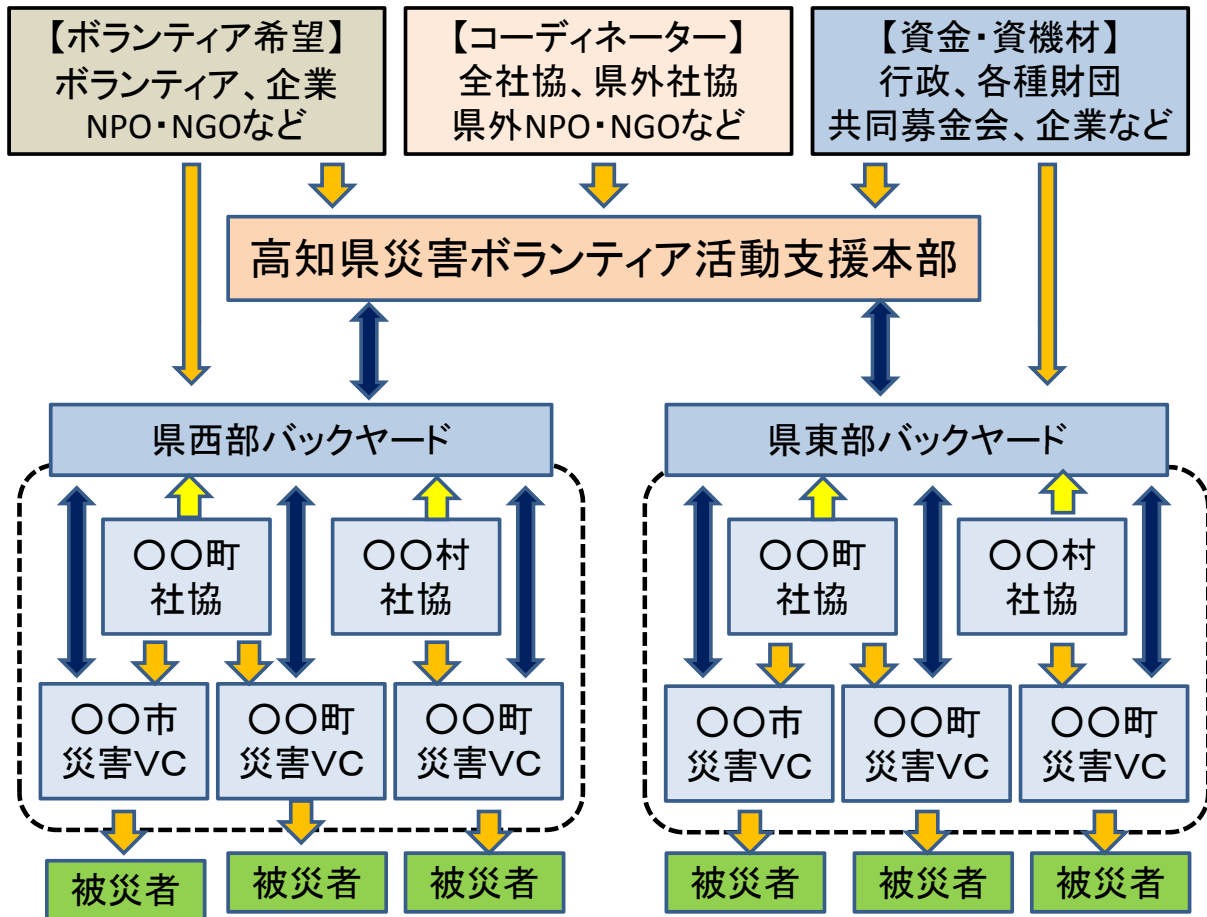 【ボランティア希望】
ボランティア、企業
NPO・NGOなど
【コーディネーター】
全社協、県外社協
県外NPO・NGOなど
【資金・資機材】
行政、各種財団
共同募金会、企業など
高知県災害ボランティア活動支援本部
県西部バックヤード
県東部バックヤード
〇〇町
社協
〇〇村
社協
〇〇町
社協
〇〇村
社協
〇〇市
災害VC
〇〇町
災害VC
〇〇町
災害VC
〇〇市
災害VC
〇〇町
災害VC
〇〇町
災害VC
被災者
被災者
被災者
被災者
被災者
被災者